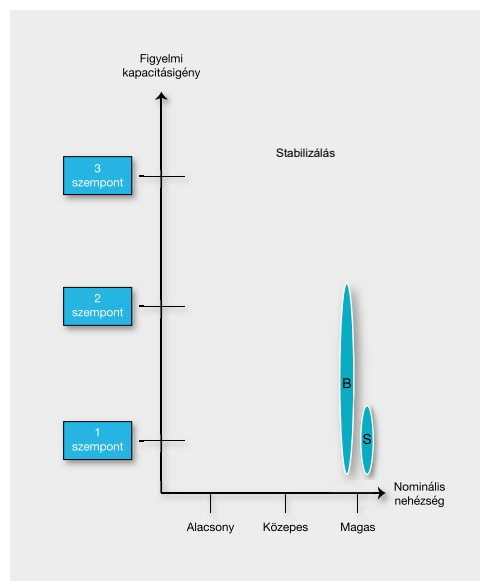 Figyelmi
kapacitásigény
Stabilizálás
3
szempont
2
szempont
B
1
szempont
S
Nominális
nehézség
Alacsony
Közepes
Magas